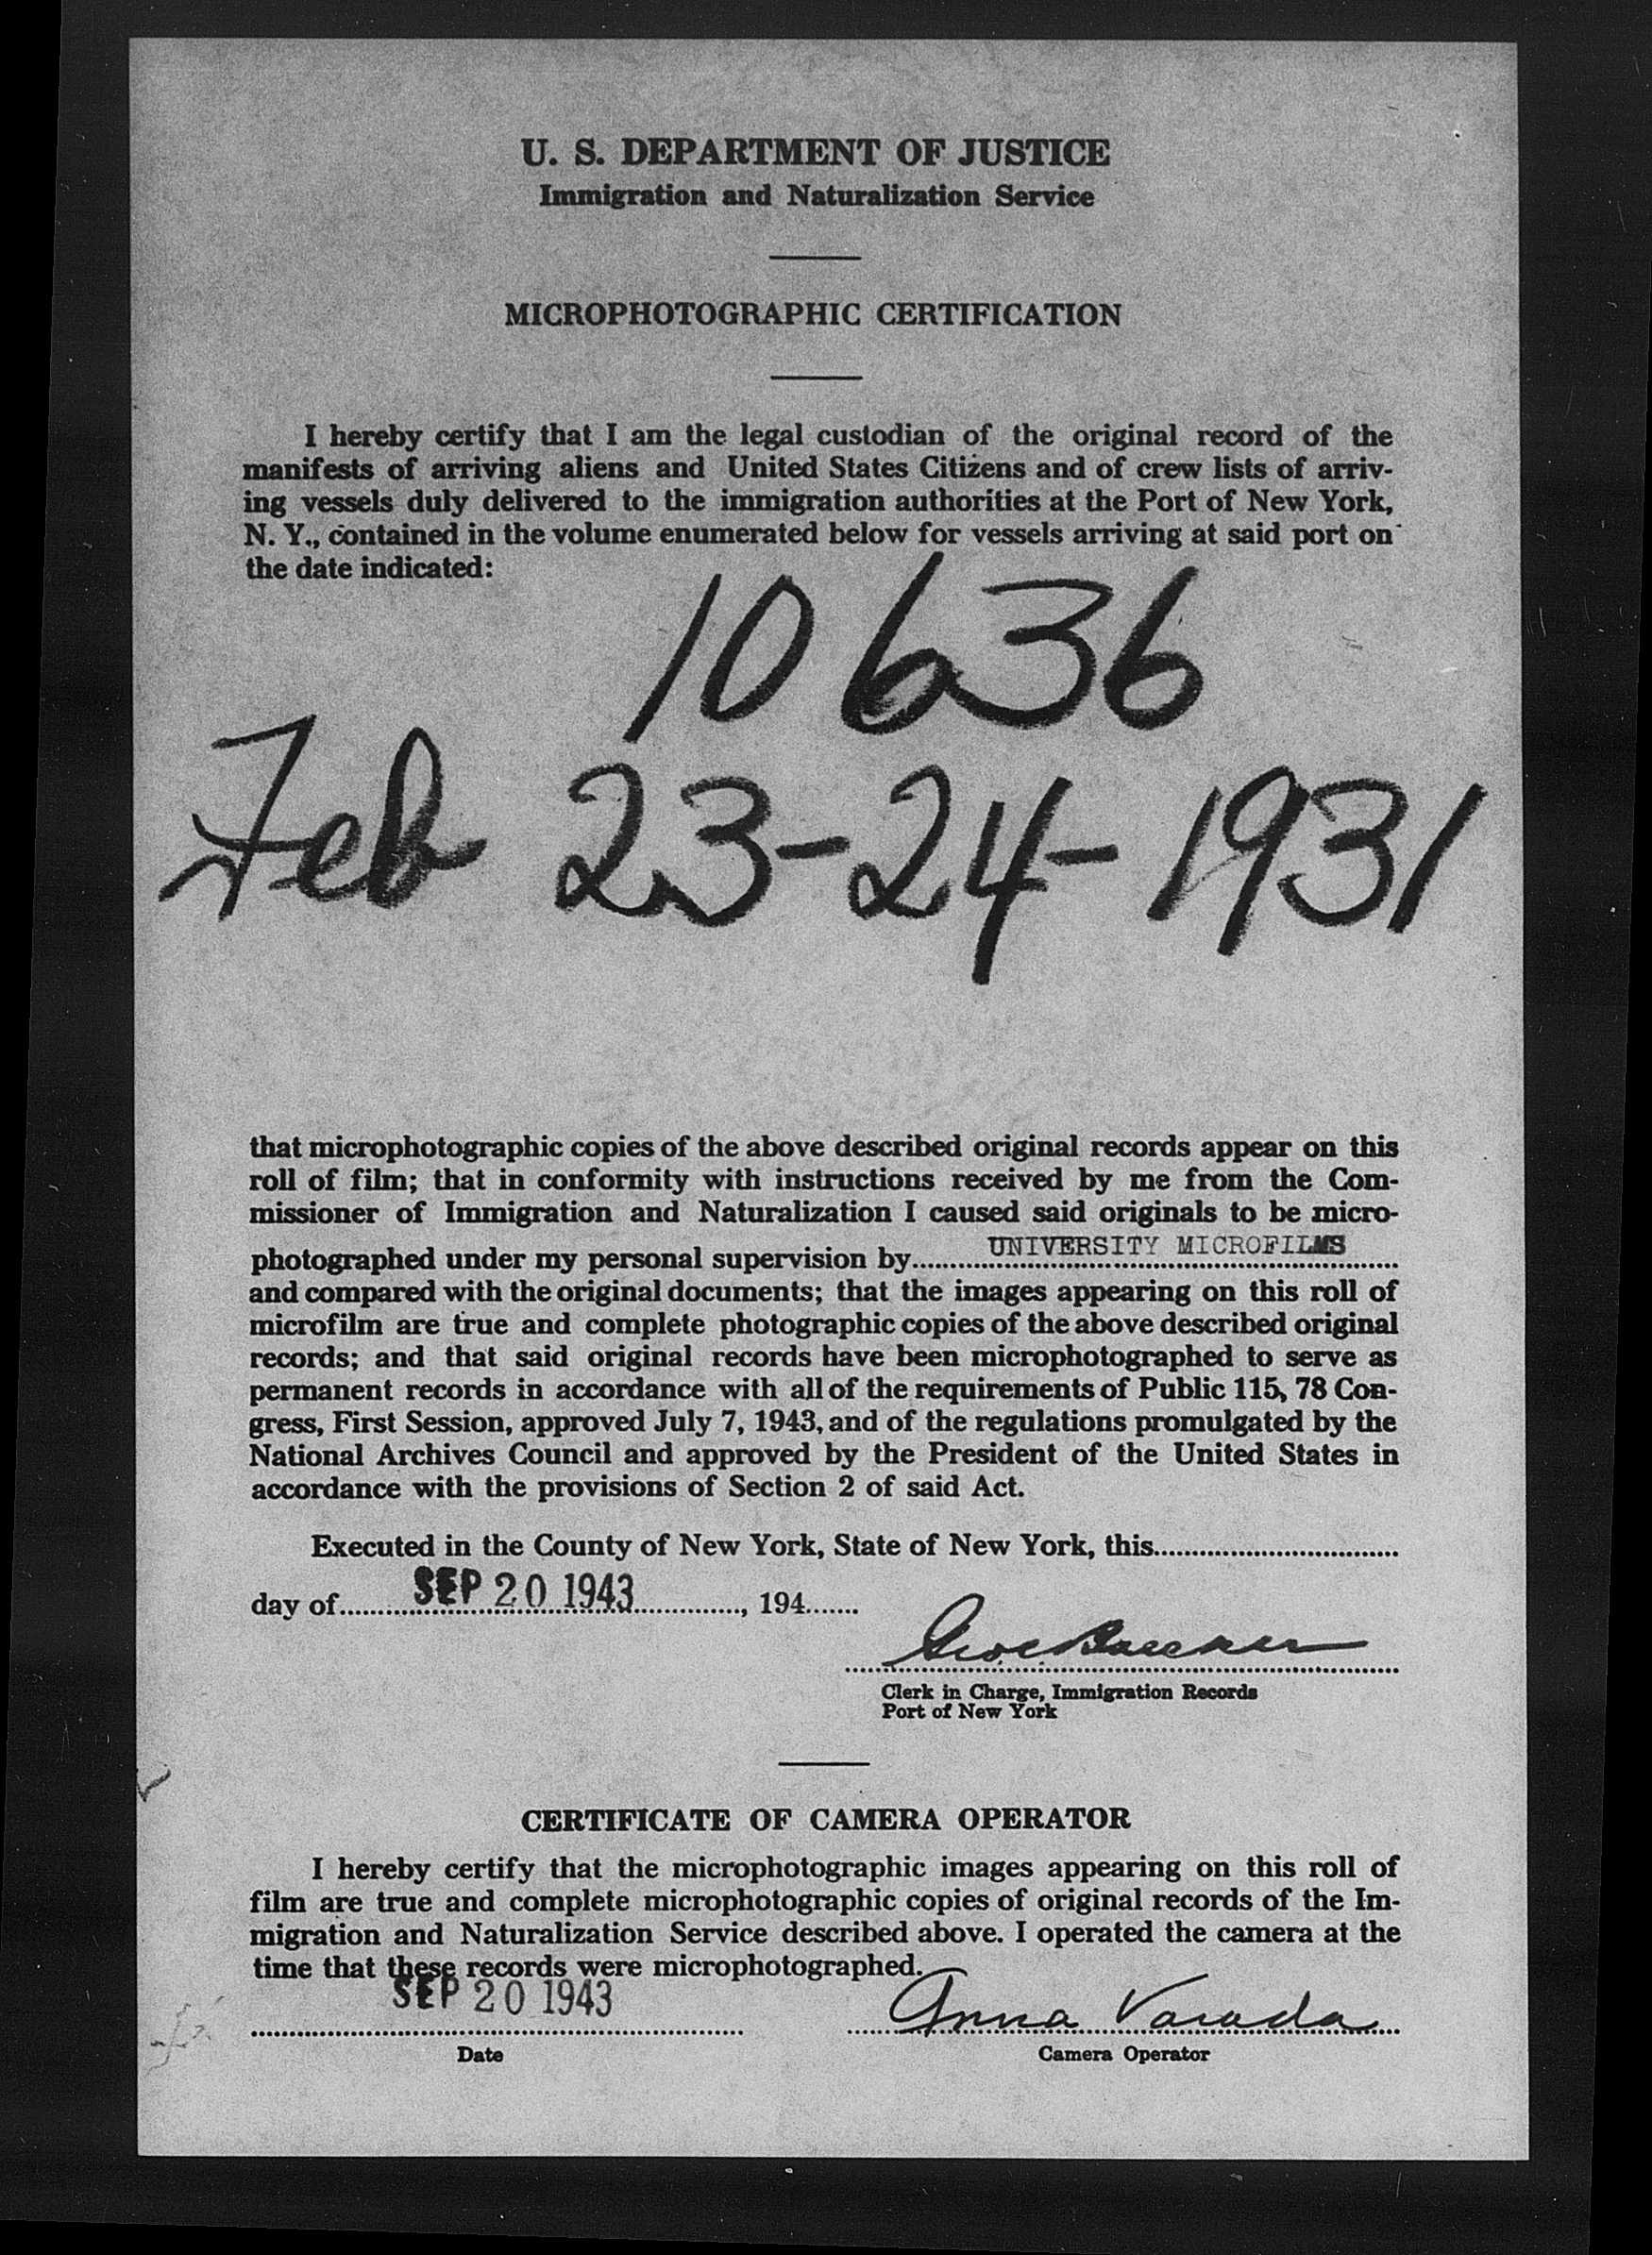 U. S. DEPARTMENT OF JUSTICE
Immigration and Naturalization Service
MICROPHOTOGRAPHIC CERTIFICATION
I hereby certify that I am the legal custodian of the original record of the
manifests of arriving aliens and United States Citizens and of crew lists of arriv-
ing vessels duly delivered to the immigration authorities at the Port of New York,
N. Y., contained in the volume enumerated below for vessels arriving at said port on
the date indicated:
10636
Feb 23-24-1931
that microphotographic copies of the above described original records appear on this
roll of film; that in conformity with instructions received by me from the Com-
missioner of Immigration and Naturalization I caused said originals to be micro-
photographed under my personal supervision by UNIVERSITY MICROFILMS
and compared with the original documents; that the images appearing on this roll of
microfilm are true and complete photographic copies of the above described original
records; and that said original records have been microphotographed to serve as
permanent records in accordance with all of the requirements of Public 115, 78 Con-
gress, First Session, approved July 7, 1943, and of the regulations promulgated by the
National Archives Council and approved by the President of the United States in
accordance with the provisions of Section 2 of said Act.
Executed in the County of New York, State of New York, this
day of SEP 20 1943, 194
Clerk in Charge, Immigration Records
Port of New York
CERTIFICATE OF CAMERA OPERATOR
I hereby certify that the microphotographic images appearing on this roll of
film are true and complete microphotographic copies of original records of the Im-
migration and Naturalization Service described above. I operated the camera at the
time that these records were microphotographed.
SEP 20 1943
Anna Varada
Date
Camera Operator